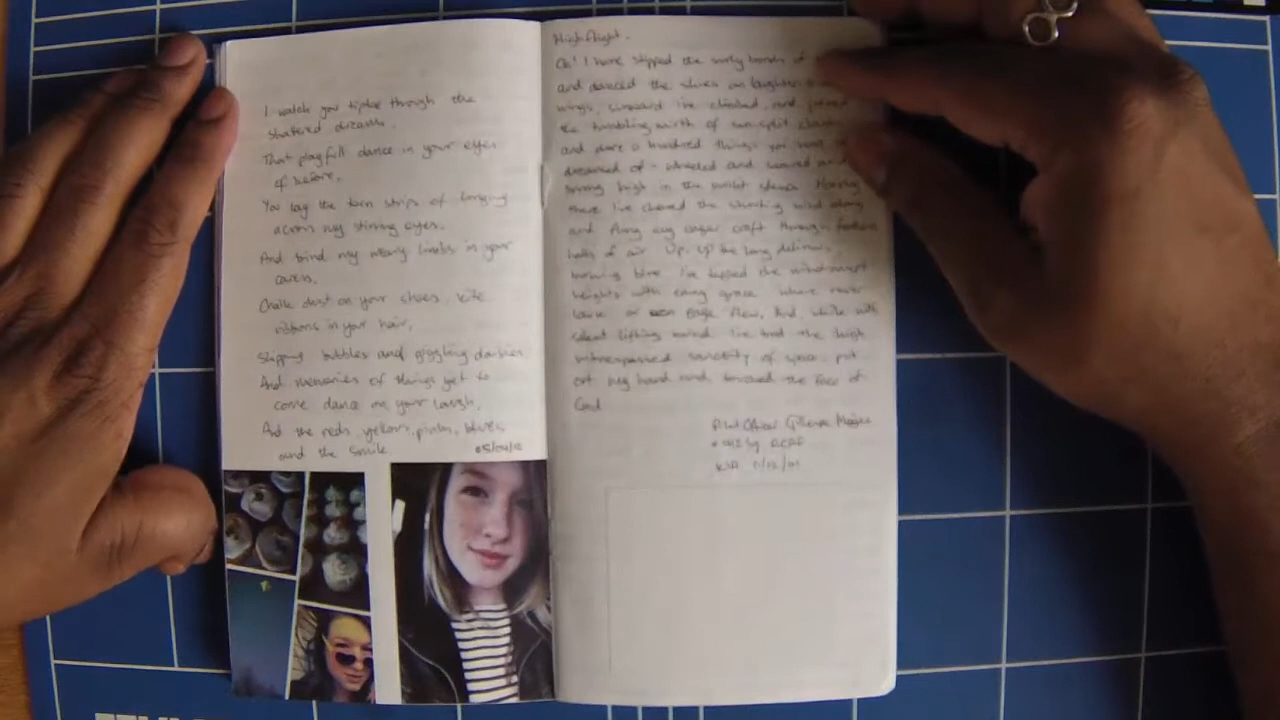 I watch you tiptoe through the
shattered dreams.
That playfull dance in your eyes
of before,
You lay the torn strips of longing
across my stinging eyes.
And bind my weary limbs in your
caress,
Chalk dust on your shoes, kite
ribbons in your hair,
Skipping bubbles and giggling daisies
And memories of things yet to
come dance on your laugh,
And the reds, yellows, pinks, blues
and the smile
High Flight.
Oh! I have slipped the surly bonds of
and danced the skies on laughter
wings, sunward I've climbed, and joined
the tumbling mirth of sun-split clouds
and done a hundred things you have
dreamed of - wheeled and soared and
swung high in the sunlit silence. Hov'ring
there I've chased the shouting wind along
and flung my eager craft through footless
halls of air. Up, up the long delirious,
burning blue I've topped the windswept
heights with easy grace where never
lark or eagle flew, And, while with
silent lifting mind I've trod the high
untrespassed sanctity of space, put
out my hand and touched the face of
God
Pilot Officer Gillespie Magee
RCAF
KIA